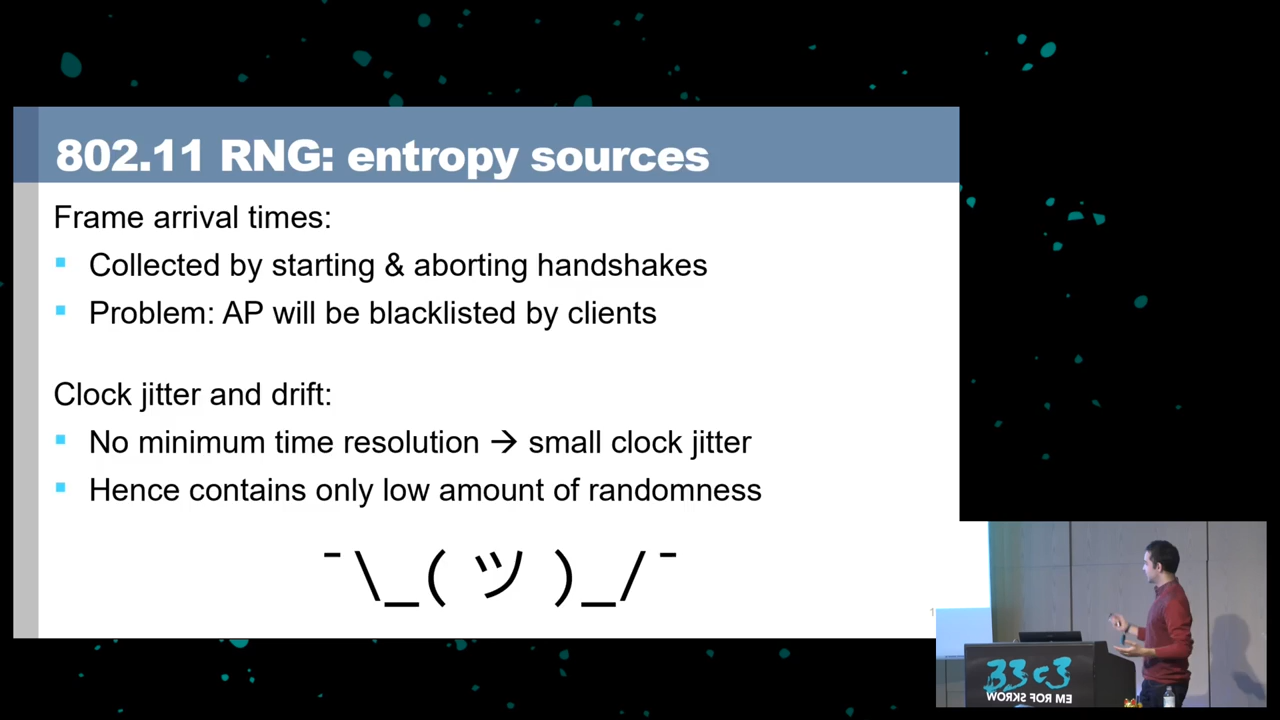 802.11 RNG: entropy sources
Frame arrival times:
▪ Collected by starting & aborting handshakes
▪ Problem: AP will be blacklisted by clients
Clock jitter and drift:
▪ No minimum time resolution → small clock jitter
▪ Hence contains only low amount of randomness
¯\_(ツ)_/¯
1
33c3
WORKS FOR ME